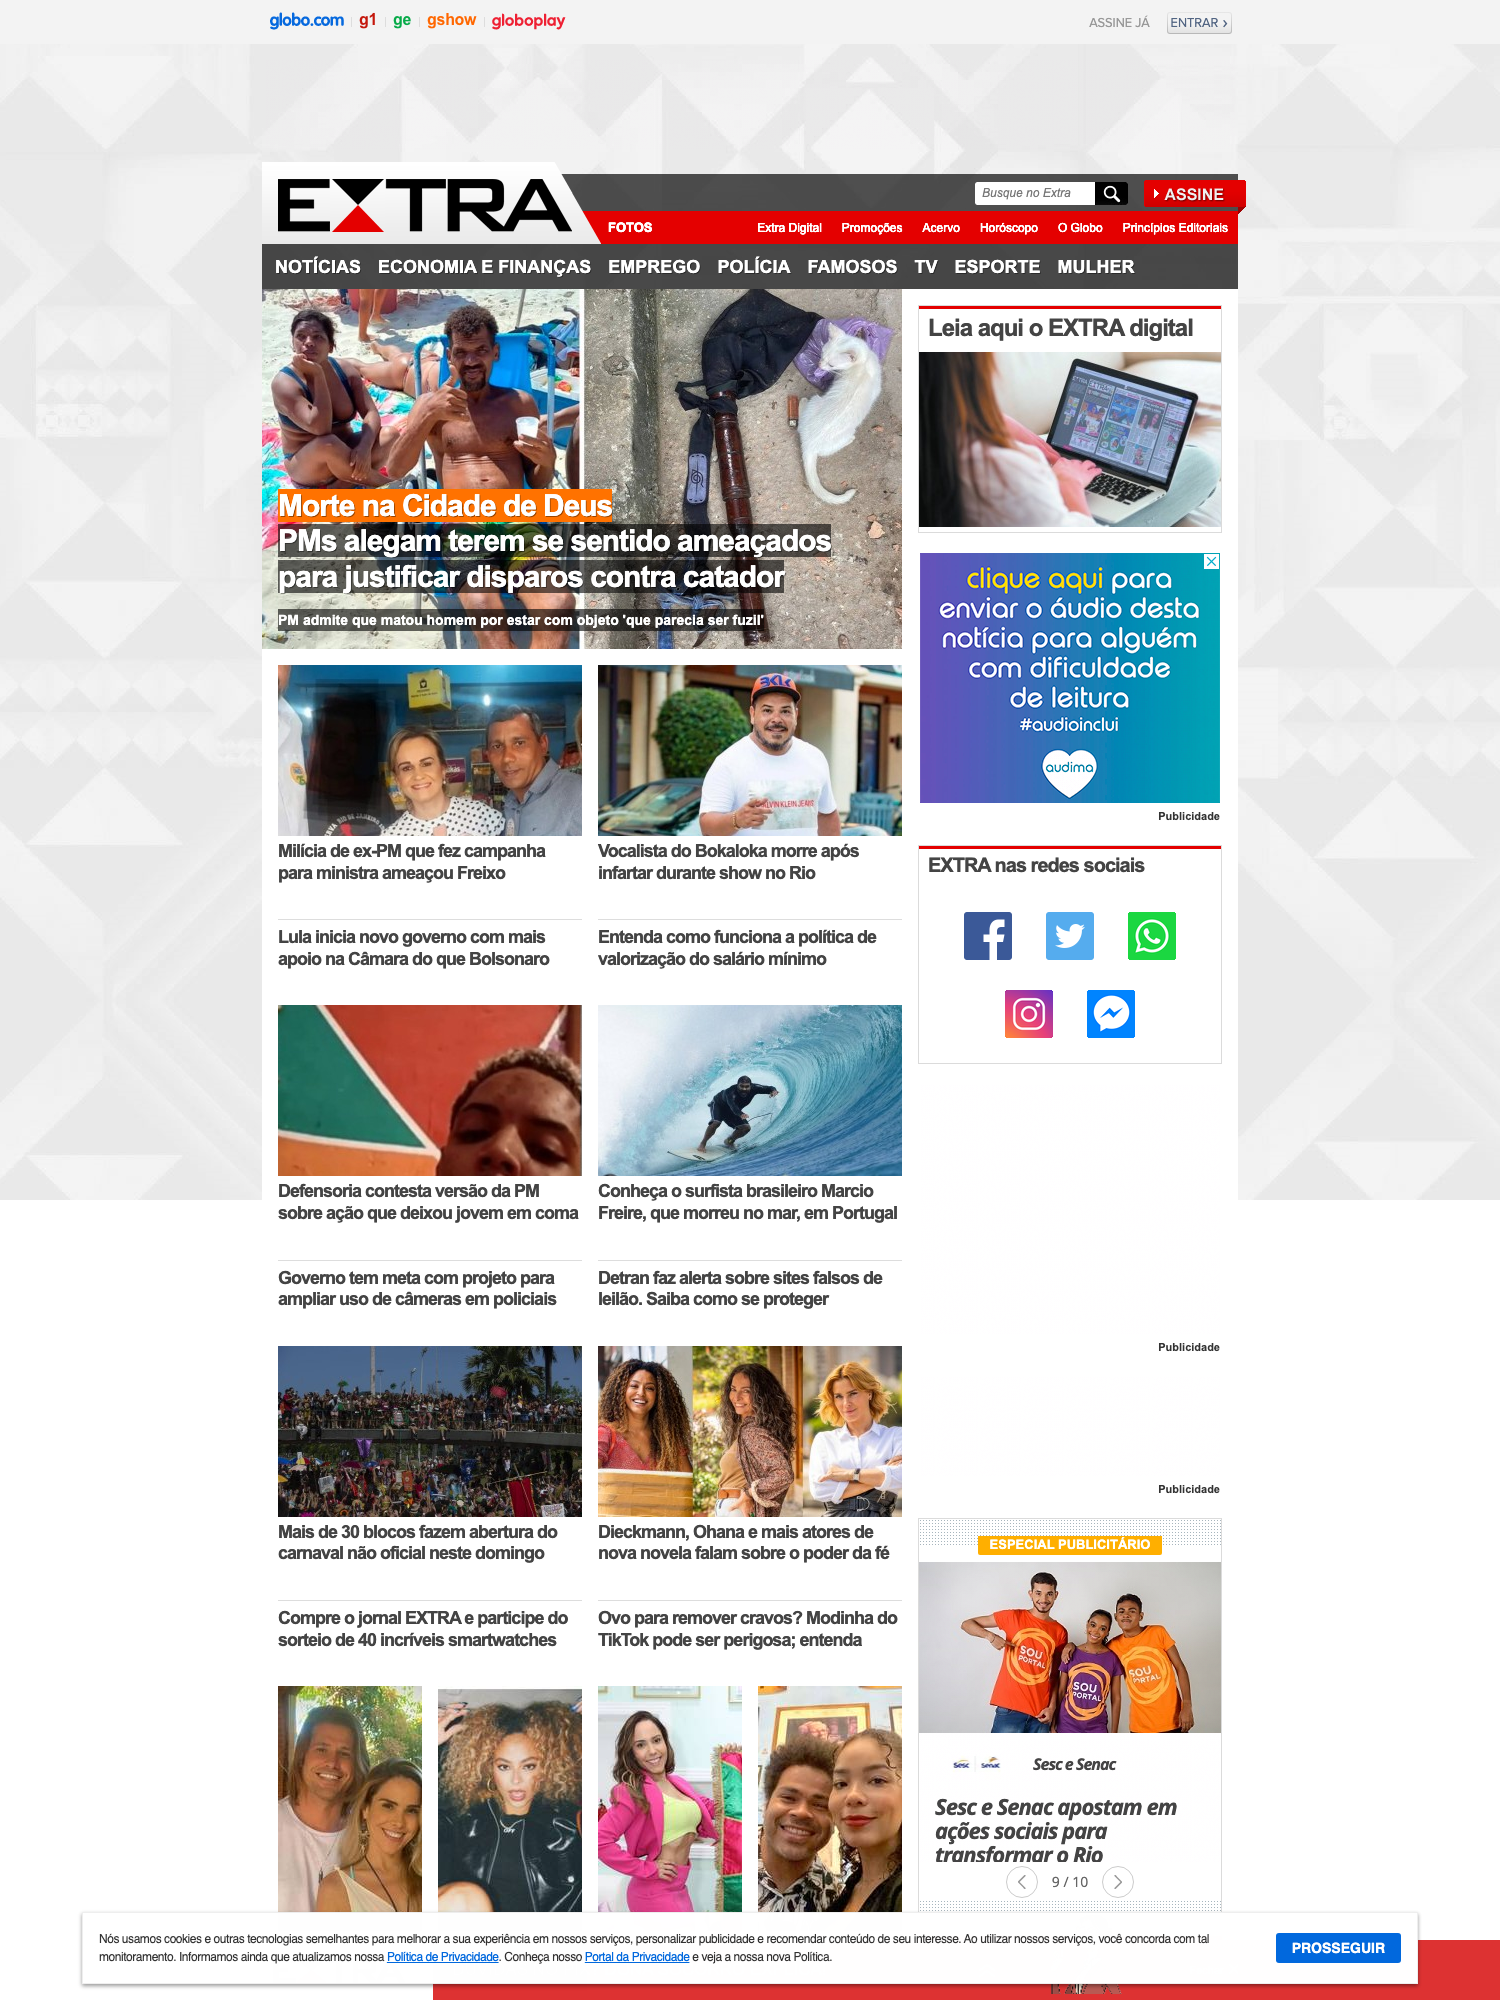 globo.com g1 ge gshow globoplay
ASSINE JÁ ENTRAR
EXTRA
Busque no Extra
ASSINE
FOTOS
Extra Digital Promoções Acervo Horóscopo O Globo Princípios Editoriais
NOTÍCIAS ECONOMIA E FINANÇAS EMPREGO POLÍCIA FAMOSOS TV ESPORTE MULHER
Morte na Cidade de Deus
PMs alegam terem se sentido ameaçados
para justificar disparos contra catador
PM admite que matou homem por estar com objeto 'que parecia ser fuzil'
Milícia de ex-PM que fez campanha
para ministra ameaçou Freixo
Vocalista do Bokaloka morre após
infartar durante show no Rio
Lula inicia novo governo com mais
apoio na Câmara do que Bolsonaro
Entenda como funciona a política de
valorização do salário mínimo
Defensoria contesta versão da PM
sobre ação que deixou jovem em coma
Conheça o surfista brasileiro Marcio
Freire, que morreu no mar, em Portugal
Governo tem meta com projeto para
ampliar uso de câmeras em policiais
Detran faz alerta sobre sites falsos de
leilão. Saiba como se proteger
Mais de 30 blocos fazem abertura do
carnaval não oficial neste domingo
Dieckmann, Ohana e mais atores de
nova novela falam sobre o poder da fé
Compre o jornal EXTRA e participe do
sorteio de 40 incríveis smartwatches
Ovo para remover cravos? Modinha do
TikTok pode ser perigosa; entenda
Leia aqui o EXTRA digital
clique aqui para
enviar o áudio desta
notícia para alguém
com dificuldade
de leitura
#audioinclui
audima
Publicidade
EXTRA nas redes sociais
Publicidade
Publicidade
ESPECIAL PUBLICITÁRIO
SOU
PORTAL
SOU
PORTAL
SOU
PORTAL
Sesc Senac Sesc e Senac
Sesc e Senac apostam em
ações sociais para
transformar o Rio
9 / 10
Nós usamos cookies e outras tecnologias semelhantes para melhorar a sua experiência em nossos serviços, personalizar publicidade e recomendar conteúdo de seu interesse. Ao utilizar nossos serviços, você concorda com tal
monitoramento. Informamos ainda que atualizamos nossa Política de Privacidade. Conheça nosso Portal da Privacidade e veja a nossa nova Política.
PROSSEGUIR